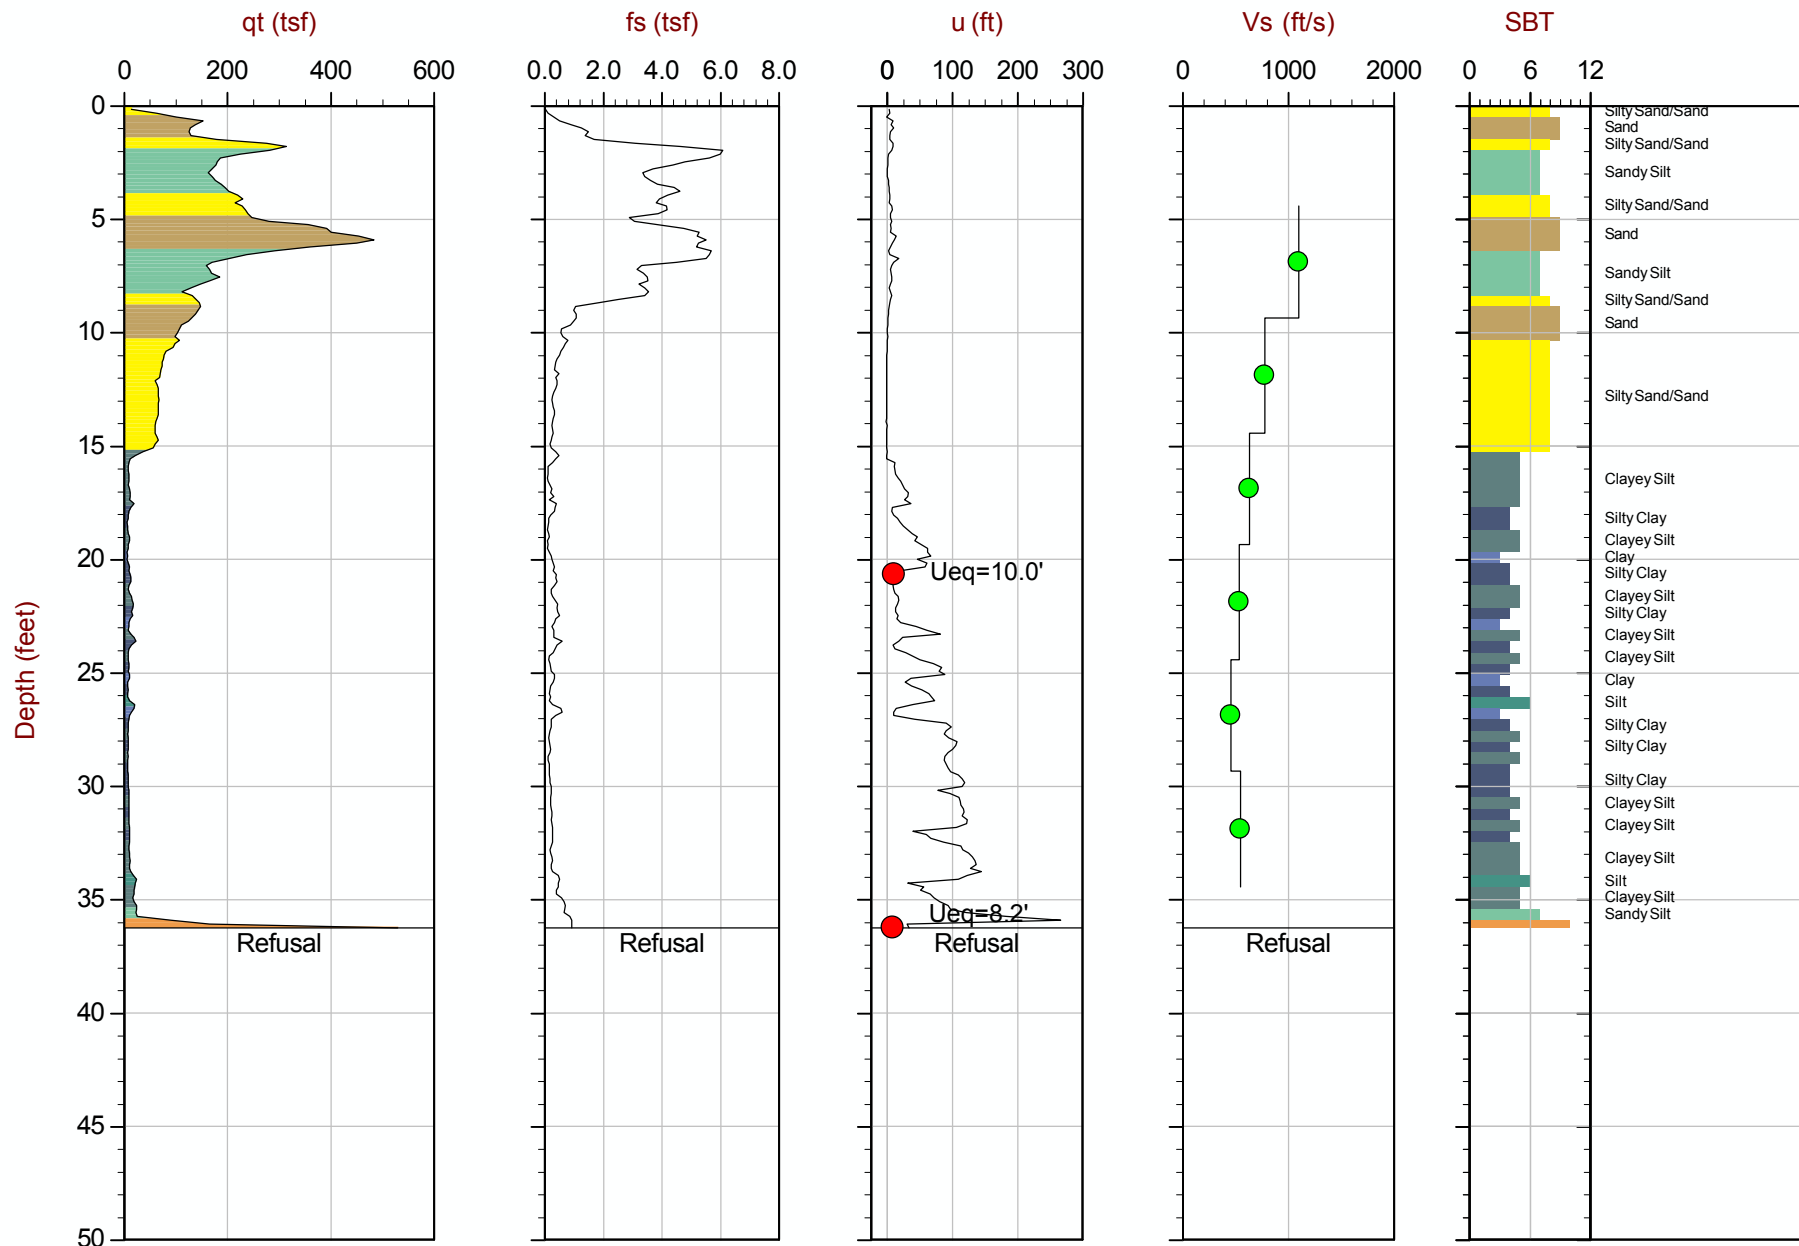 qt (tsf) fs (tsf) u (ft) Vs (ft/s) SBT
0 200 400 600 0.0 2.0 4.0 6.0 8.0 0 100 200 300 0 1000 2000 0 6 12
0
Silty Sand/Sand
Sand
Silty Sand/Sand
Sandy Silt
Silty Sand/Sand
5
Sand
Sandy Silt
Silty Sand/Sand
Sand
10
Silty Sand/Sand
15
Clayey Silt
Silty Clay
Clayey Silt
Clay
20
Ueq=10.0'
Silty Clay
Clayey Silt
Silty Clay
Clayey Silt
Clayey Silt
25
Clay
Silt
Silty Clay
Silty Clay
Silty Clay
30
Clayey Silt
Clayey Silt
Clayey Silt
Silt
Clayey Silt
35
Ueq=8.2'
Sandy Silt
Refusal Refusal Refusal Refusal
40
45
50
Depth (feet)